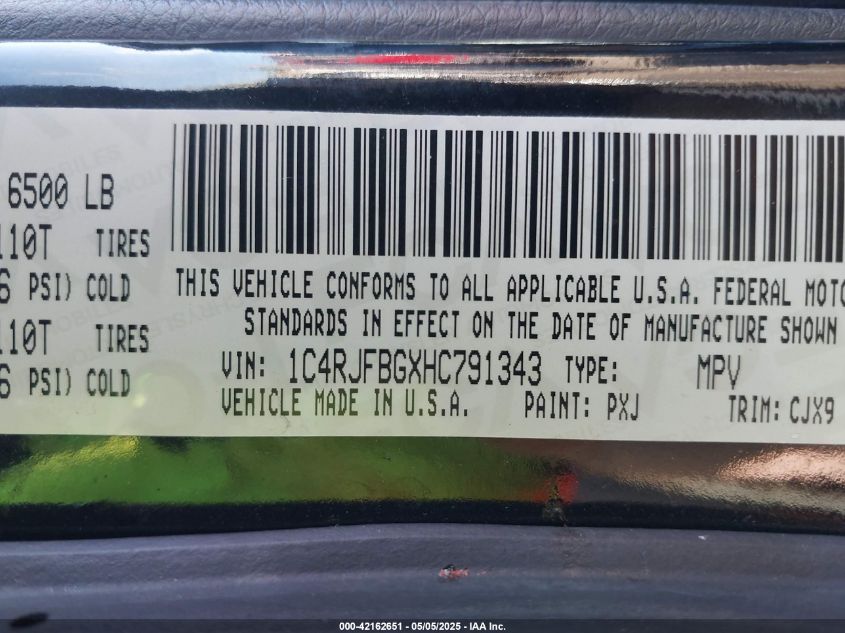 6500 LB
110T TIRES
6 PSI) COLD
110T TIRES
6 PSI) COLD
THIS VEHICLE CONFORMS TO ALL APPLICABLE U.S.A. FEDERAL MOTO
STANDARDS IN EFFECT ON THE DATE OF MANUFACTURE SHOWN
VIN: 1C4RJFBGXHC791343 TYPE: MPV
VEHICLE MADE IN U.S.A. PAINT: PXJ TRIM: CJX9
000-42162651 - 05/05/2025 - IAA Inc.